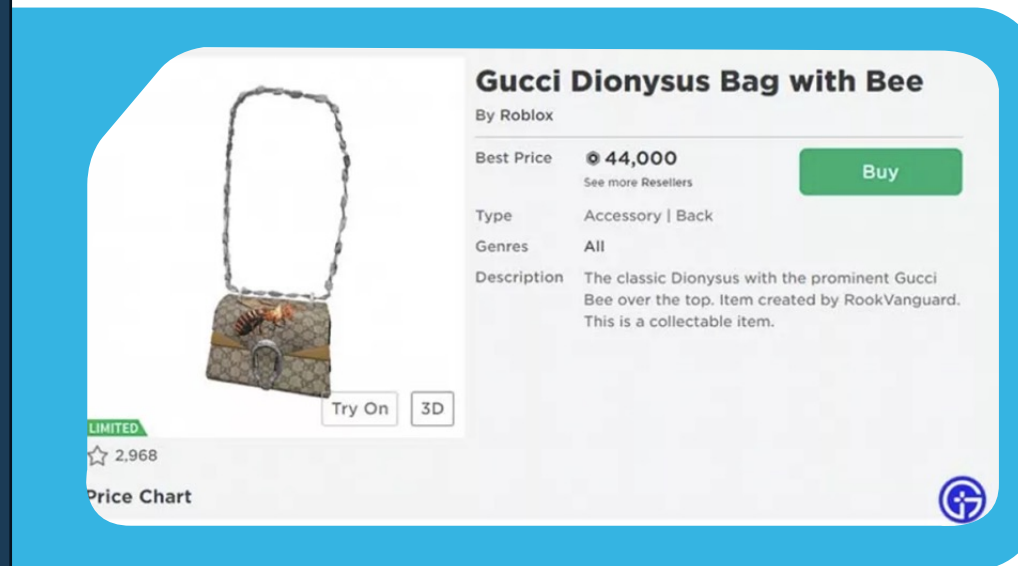 Gucci Dionysus Bag with Bee
By Roblox
Best Price 44,000 Buy
See more Resellers
Type Accessory | Back
Genres All
Description The classic Dionysus with the prominent Gucci
Bee over the top. Item created by RookVanguard.
This is a collectable item.
Try On 3D
LIMITED
2,968
Price Chart